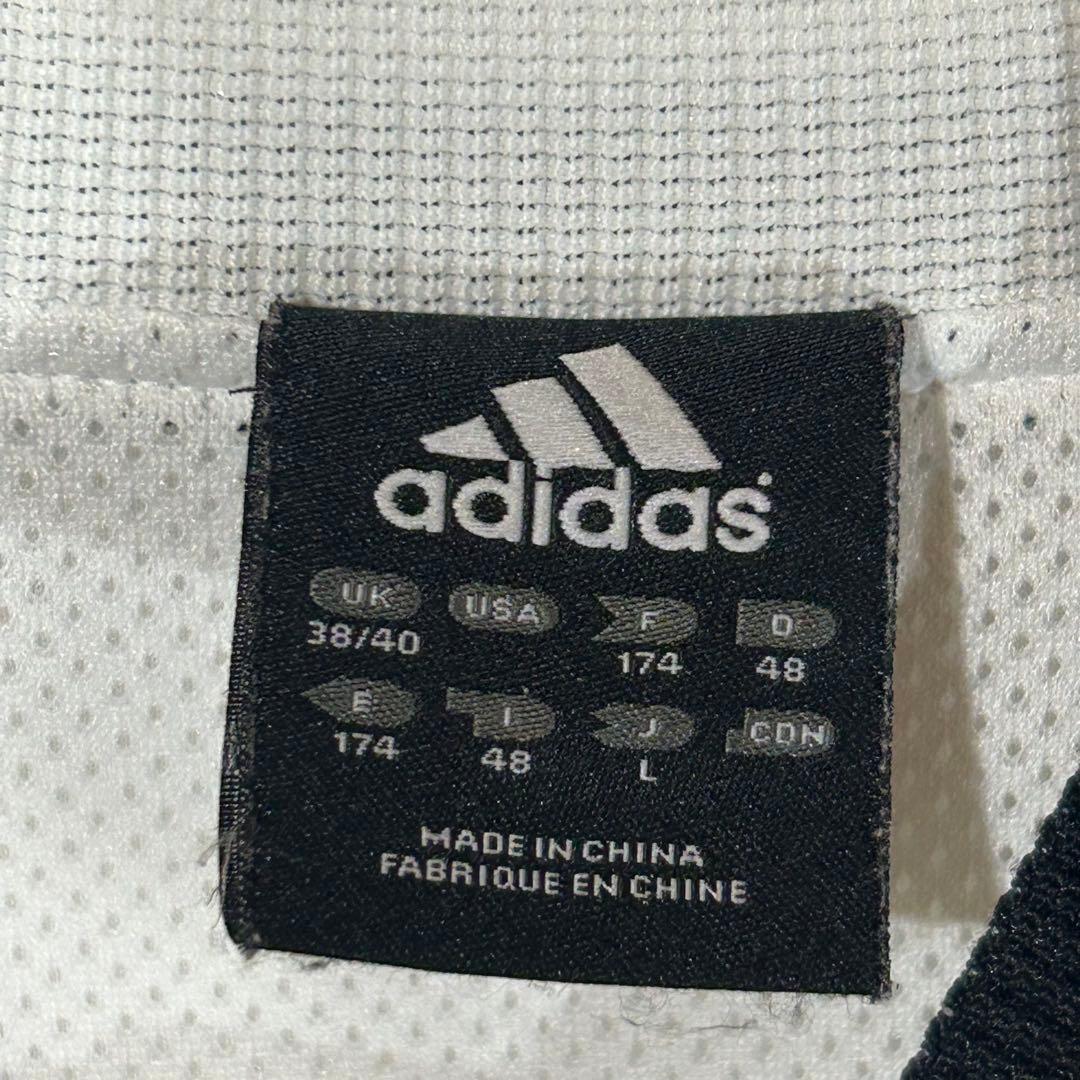 adidas
UK USA F D
38/40 174 48
E I J CDN
174 48 L
MADE IN CHINA
FABRIQUE EN CHINE